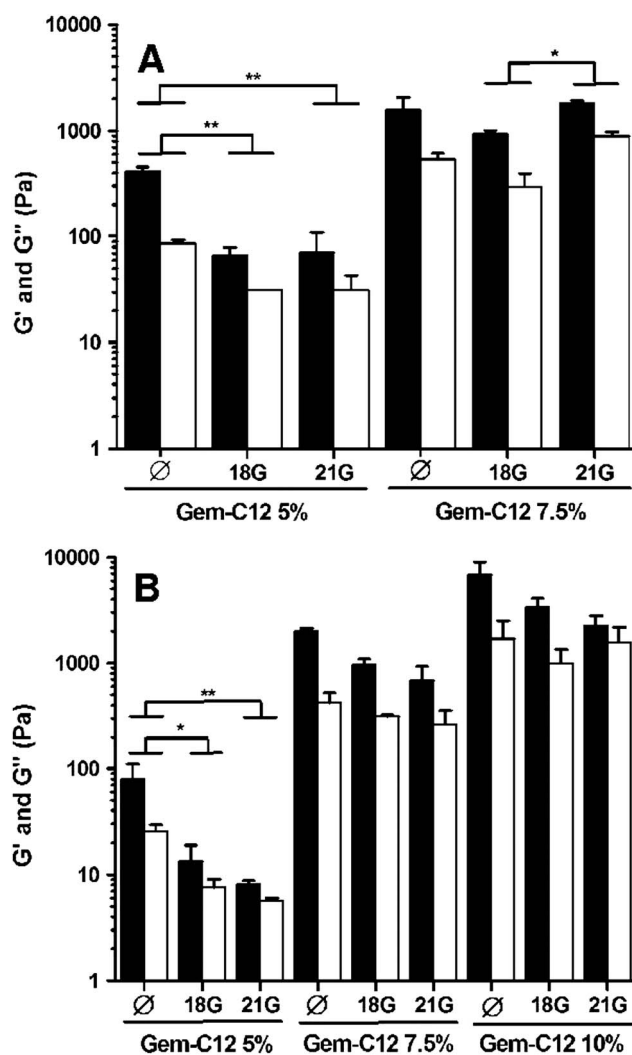 A
10000
1000
100
10
1
G' and G" (Pa)
**
**
*
∅ 18G 21G ∅ 18G 21G
Gem-C12 5% Gem-C12 7.5%
B
10000
1000
100
10
1
G' and G" (Pa)
**
*
∅ 18G 21G ∅ 18G 21G ∅ 18G 21G
Gem-C12 5% Gem-C12 7.5% Gem-C12 10%